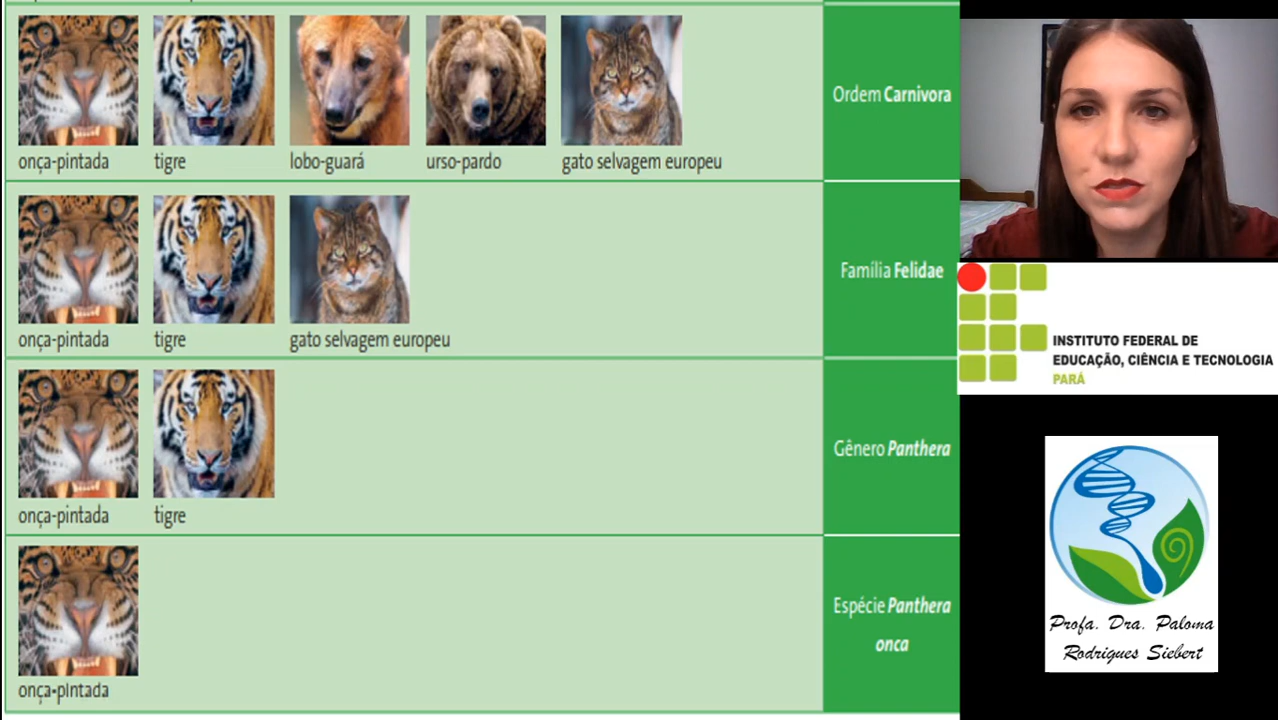 onça-pintada
tigre
lobo-guará
urso-pardo
gato selvagem europeu
Ordem Carnivora
onça-pintada
tigre
gato selvagem europeu
Família Felidae
onça-pintada
tigre
Gênero Panthera
onça-pintada
Espécie Panthera
onca
INSTITUTO FEDERAL DE
EDUCAÇÃO, CIÊNCIA E TECNOLOGIA
PARÁ
Profa. Dra. Paloma
Rodrigues Siebert